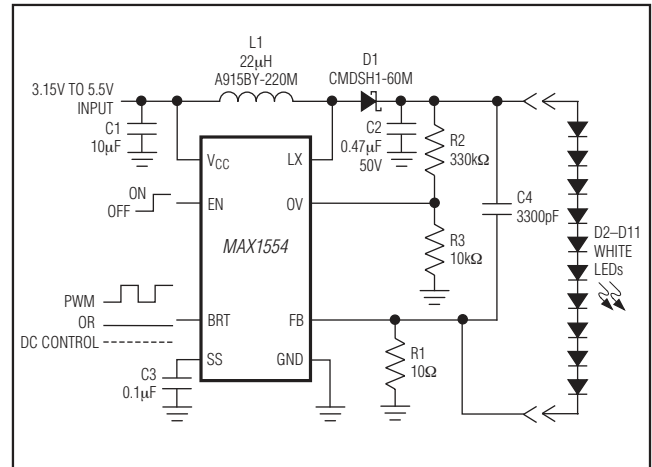 L1
22µH
A915BY-220M
D1
CMDSH1-60M
3.15V TO 5.5V
INPUT
C1
10µF
C2
0.47µF
50V
R2
330kΩ
VCC
LX
C4
3300pF
ON
OFF
EN
OV
MAX1554
R3
10kΩ
D2–D11
WHITE
LEDs
PWM
OR
DC CONTROL
BRT
FB
SS
GND
R1
10Ω
C3
0.1µF